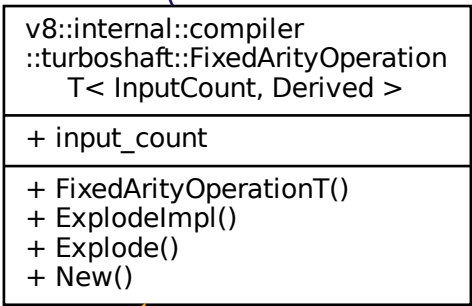 v8::internal::compiler
::turboshaft::FixedArityOperation
T< InputCount, Derived >
+ input_count
+ FixedArityOperationT()
+ ExplodeImpl()
+ Explode()
+ New()